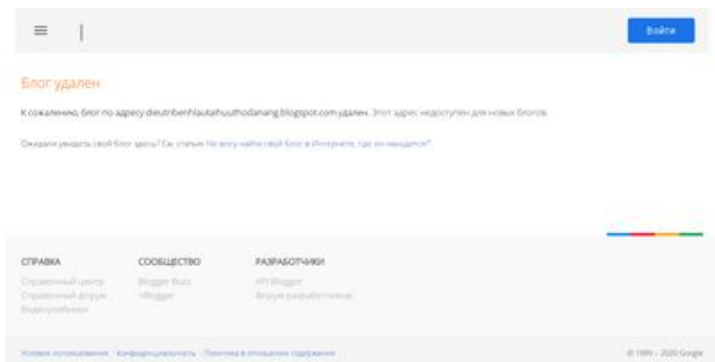 Войти
Блог удален
К сожалению, блог по адресу dieutribenhlautaihuuthodanang.blogspot.com удален. Этот адрес недоступен для новых блогов.
Ожидали увидеть свой блог здесь? См. статью Не могу найти свой блог в Интернете, где он находится?".
СПРАВКА СООБЩЕСТВО РАЗРАБОТЧИКИ
Справочный центр Blogger Buzz API Blogger
Справочный форум Форум разработчиков
Видеоучебники
Условия использования Конфиденциальность Политика в отношении содержания © 1999 – 2020 Google